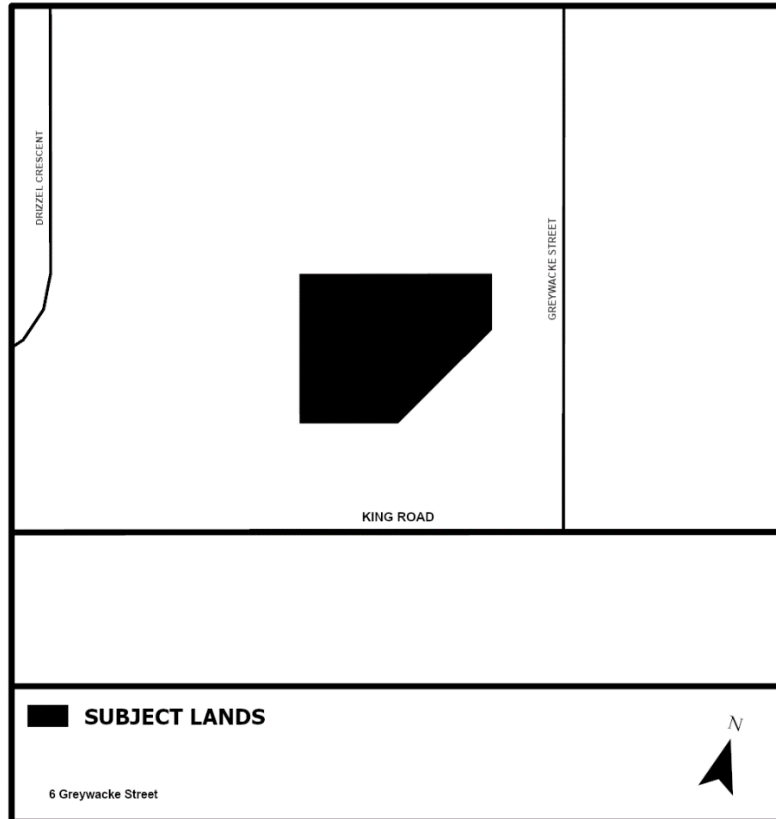 DRIZZEL CRESCENT
GREYWACKE STREET
KING ROAD
SUBJECT LANDS
N
6 Greywacke Street